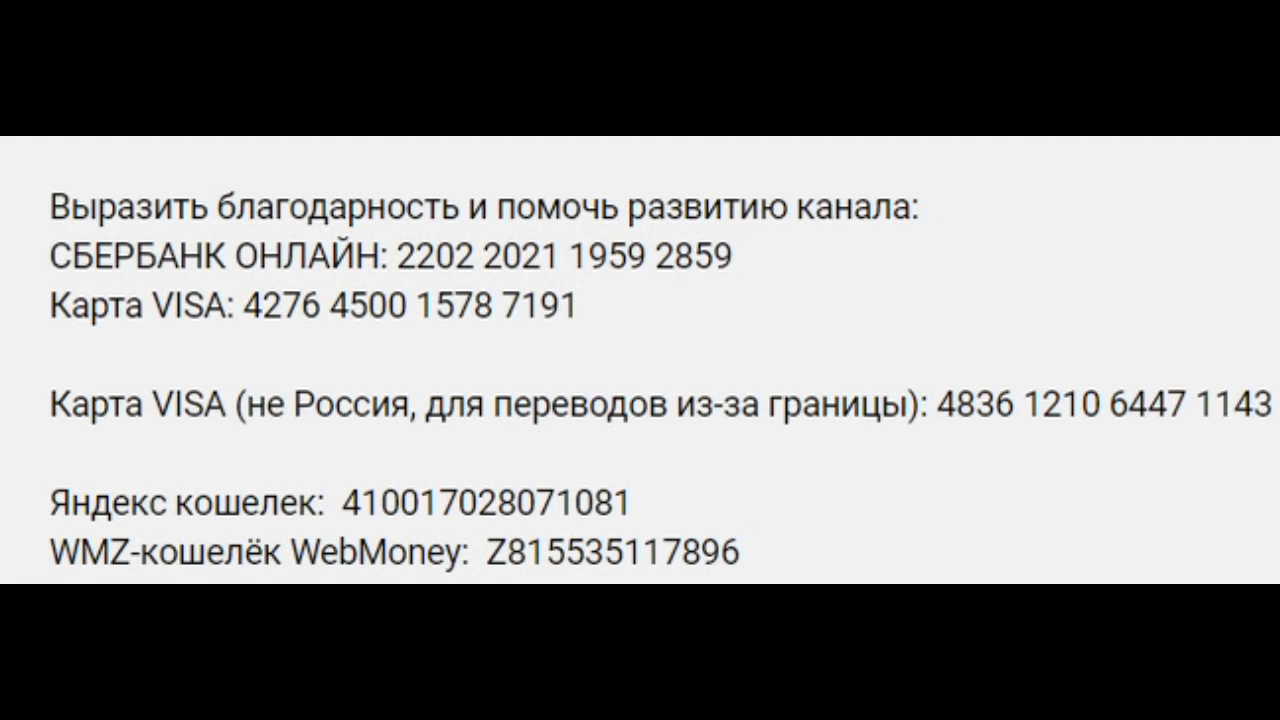 Выразить благодарность и помочь развитию канала:
СБЕРБАНК ОНЛАЙН: 2202 2021 1959 2859
Карта VISA: 4276 4500 1578 7191
Карта VISA (не Россия, для переводов из-за границы): 4836 1210 6447 1143
Яндекс кошелек: 410017028071081
WMZ-кошелёк WebMoney: Z815535117896